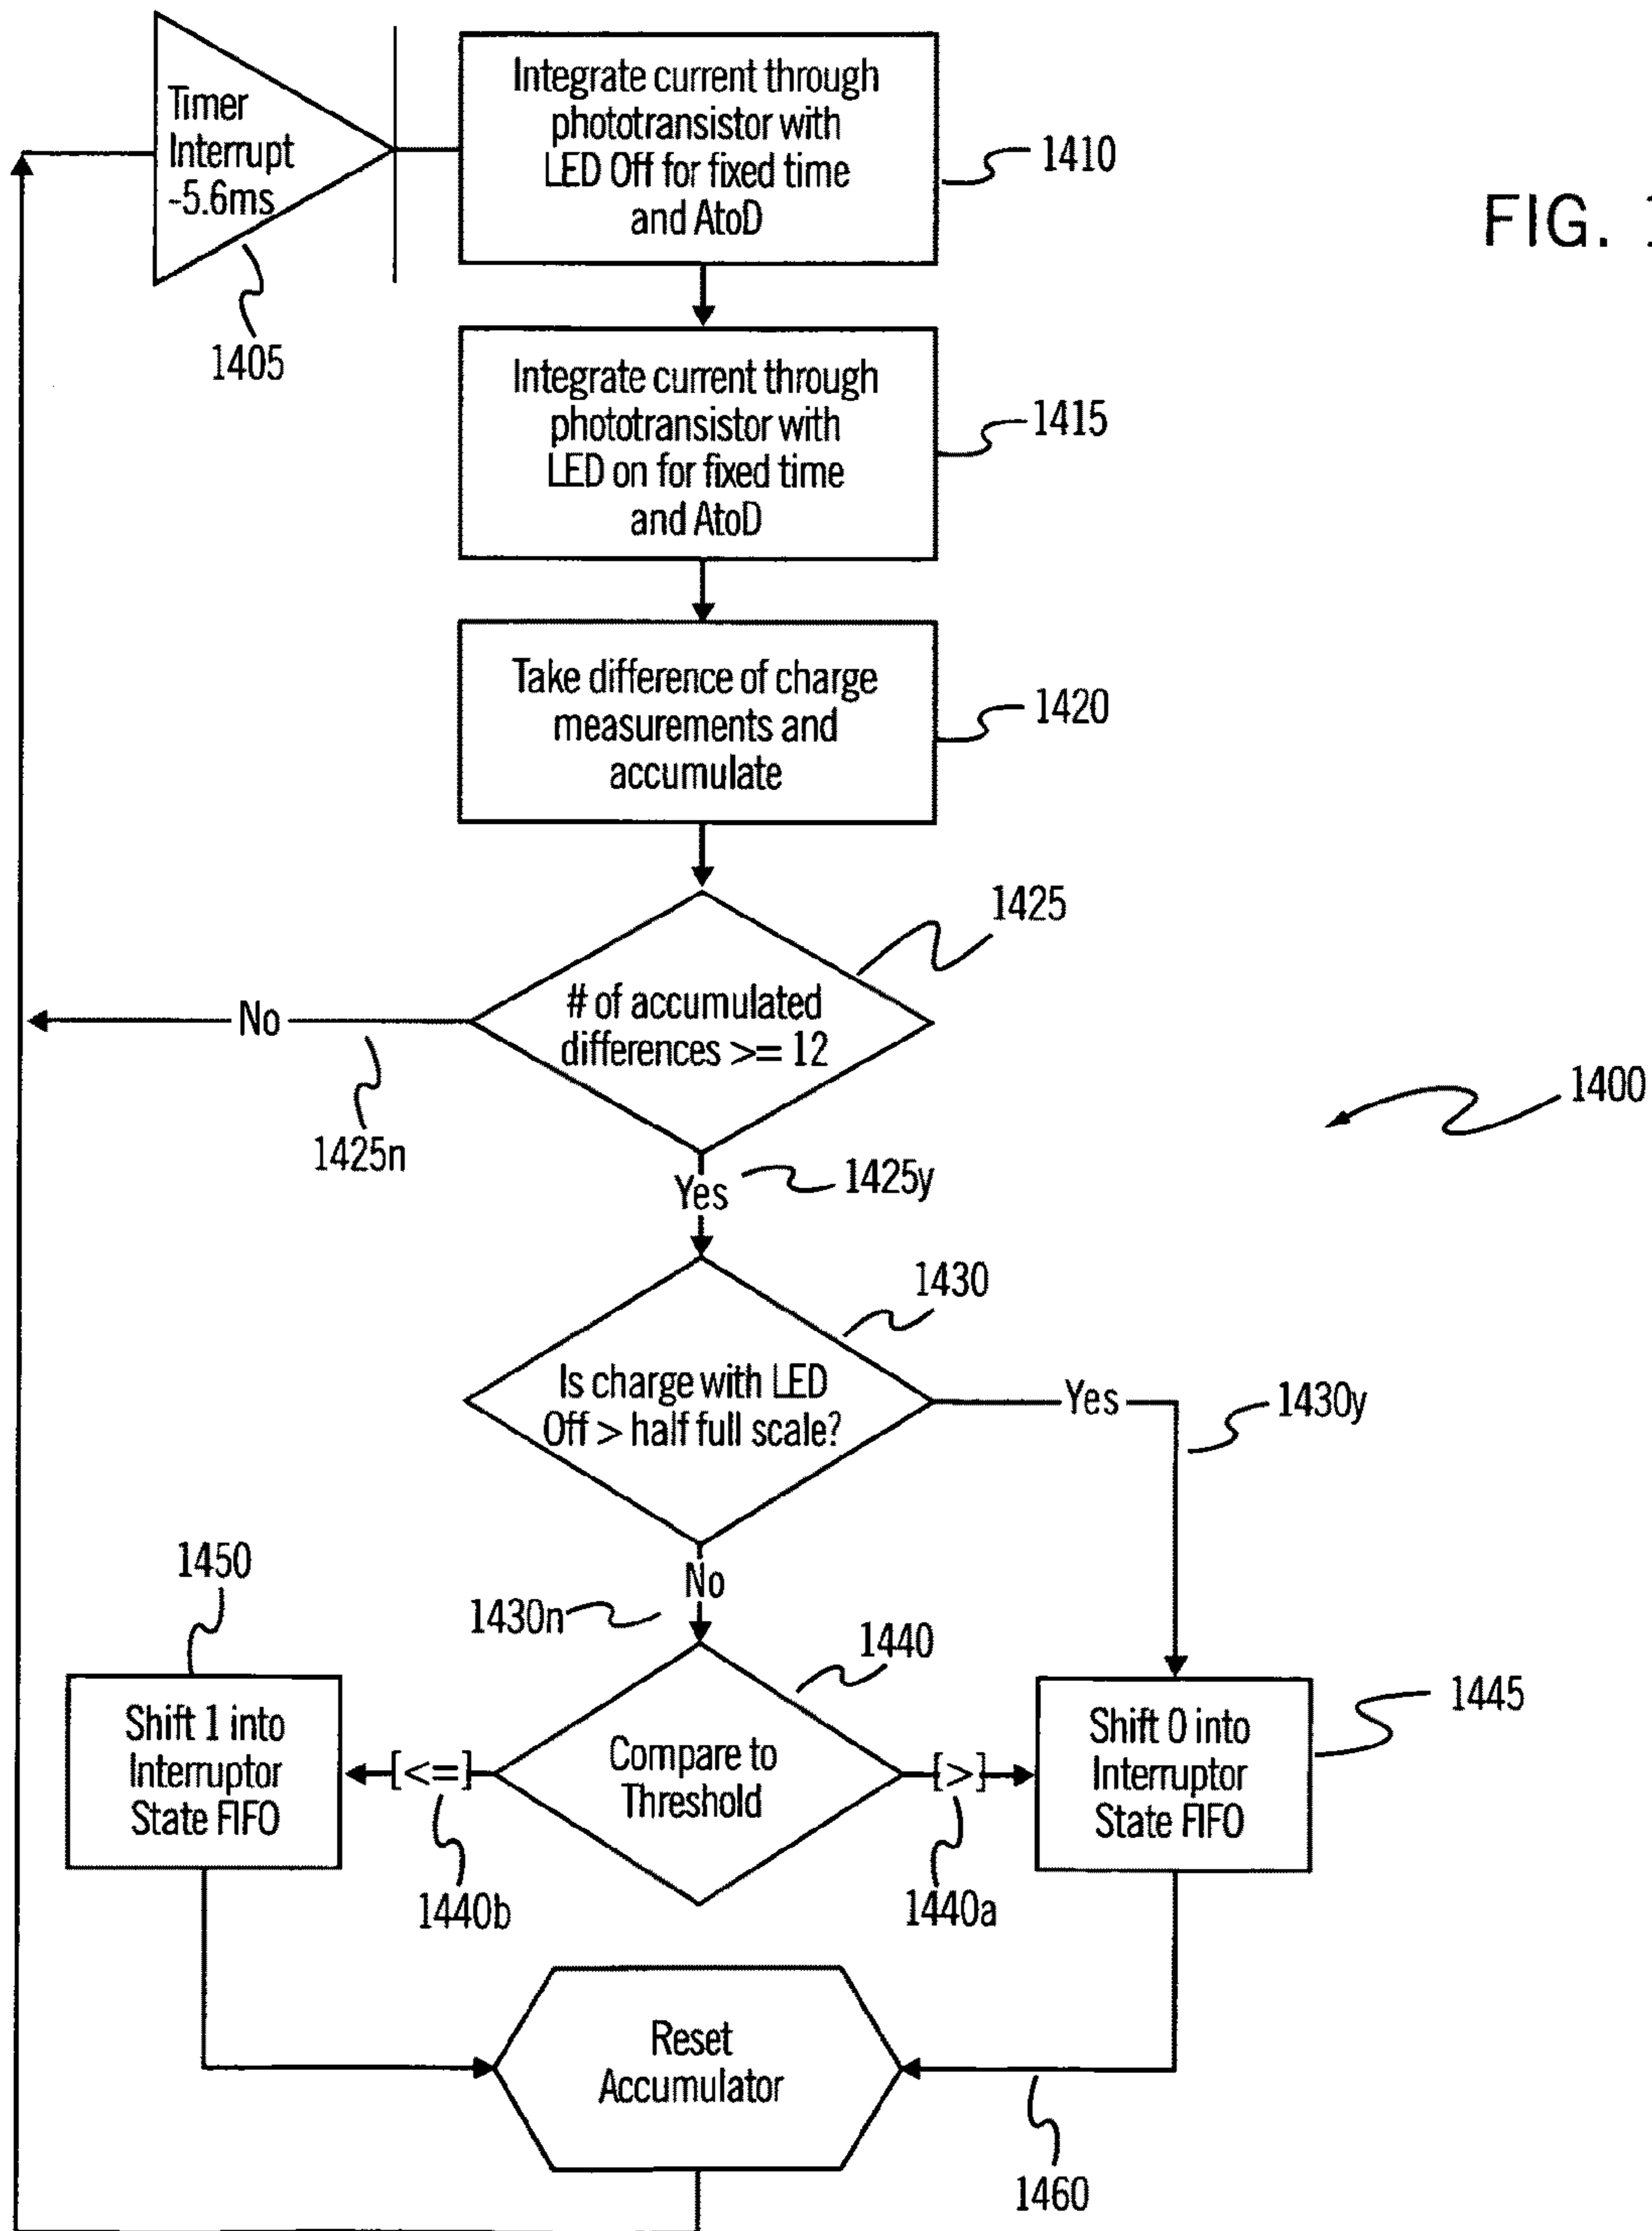 Timer
Interrupt
~5.6ms
1405
Integrate current through
phototransistor with
LED Off for fixed time
and AtoD
1410
FIG. 1
Integrate current through
phototransistor with
LED on for fixed time
and AtoD
1415
Take difference of charge
measurements and
accumulate
1420
1425
# of accumulated
differences >= 12
No
1425n
1400
Yes
1425y
1430
Is charge with LED
Off > half full scale?
Yes
1430y
No
1430n
1450
1440
1445
Shift 1 into
Interruptor
State FIFO
[<=]
Compare to
Threshold
[>]
Shift 0 into
Interruptor
State FIFO
1440b
1440a
Reset
Accumulator
1460